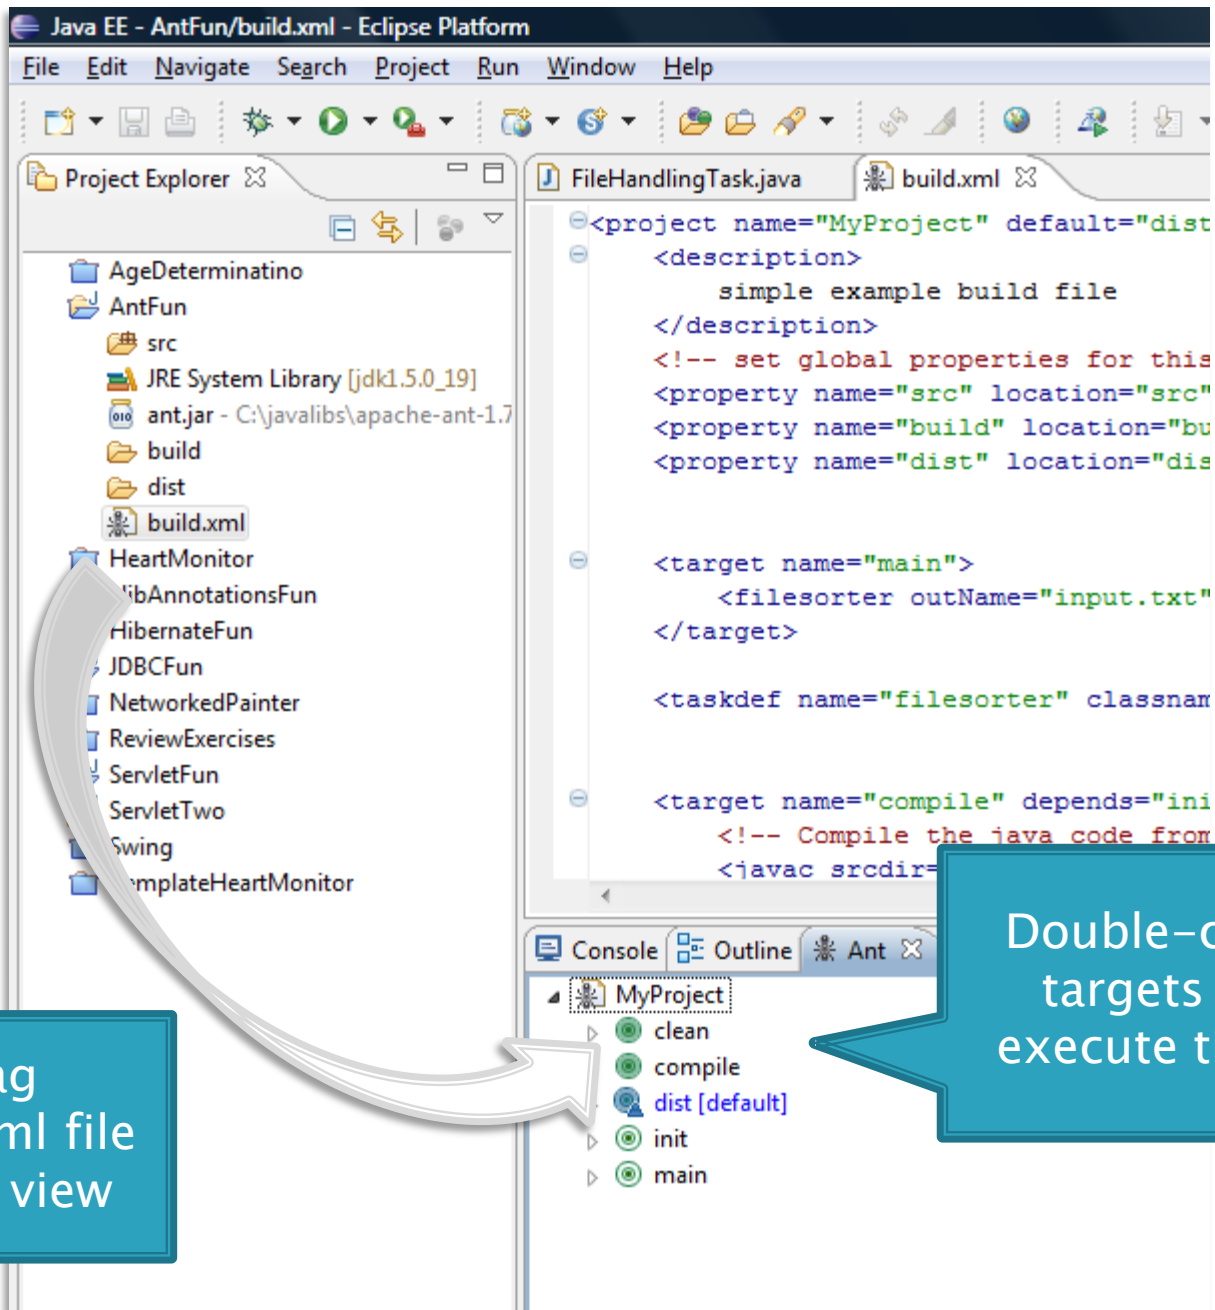 Java EE - AntFun/build.xml - Eclipse Platform
File Edit Navigate Search Project Run Window Help
Project Explorer
AgeDeterminatino
AntFun
src
JRE System Library [jdk1.5.0_19]
ant.jar - C:\javalibs\apache-ant-1.7
build
dist
build.xml
HeartMonitor
ibAnnotationsFun
HibernateFun
JDBCFun
NetworkedPainter
ReviewExercises
ServletFun
ServletTwo
Swing
mplateHeartMonitor
FileHandlingTask.java build.xml
<project name="MyProject" default="dist
<description>
simple example build file
</description>
<!-- set global properties for this
<property name="src" location="src"
<property name="build" location="bu
<property name="dist" location="dis
<target name="main">
<filesorter outName="input.txt"
</target>
<taskdef name="filesorter" classnam
<target name="compile" depends="ini
<!-- Compile the java code from
<javac srcdir=
Console Outline Ant
MyProject
clean
compile
dist [default]
init
main
ag
ml file
view
Double-c
targets
execute t